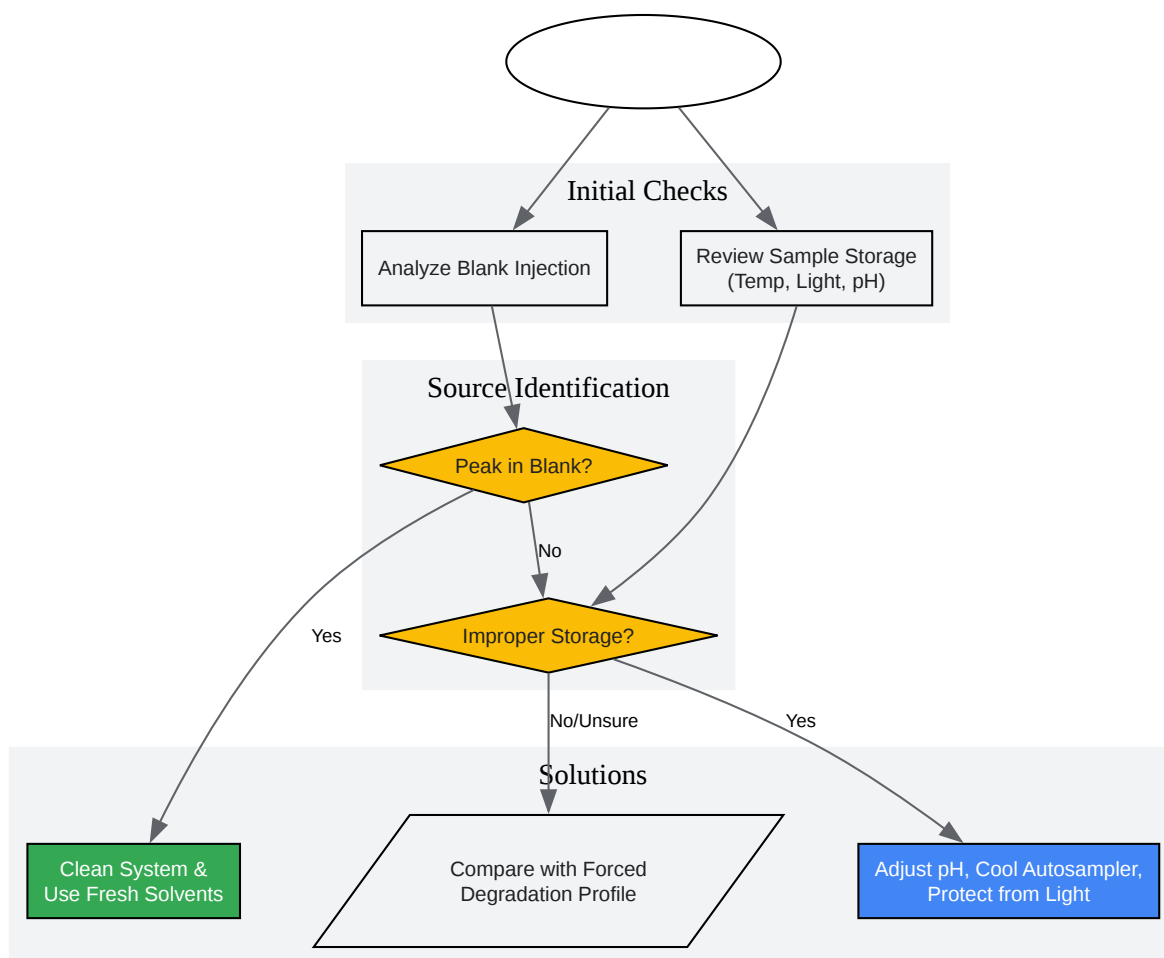 Initial Checks
Analyze Blank Injection
Review Sample Storage
(Temp, Light, pH)
Source Identification
Peak in Blank?
No
Yes
Improper Storage?
No/Unsure
Yes
Solutions
Clean System &
Use Fresh Solvents
Compare with Forced
Degradation Profile
Adjust pH, Cool Autosampler,
Protect from Light